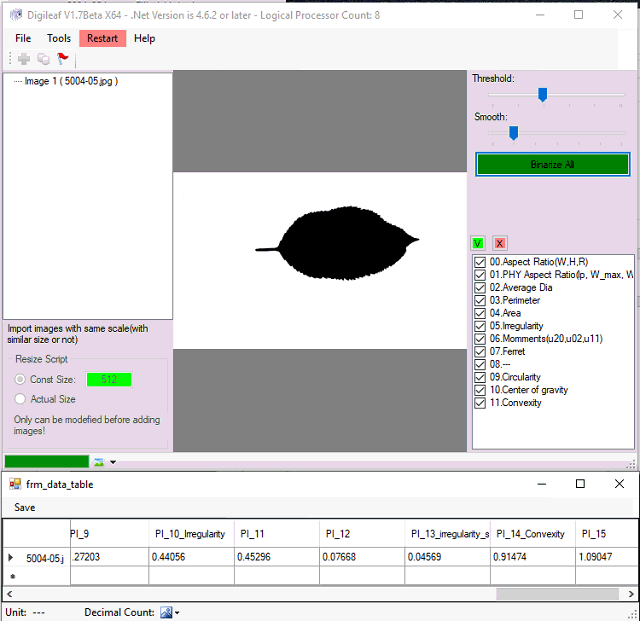 Digileaf V1.7Beta X64 - .Net Version is 4.6.2 or later - Logical Processor Count: 8
File Tools Restart Help
Image 1 ( 5004-05.jpg )
Threshold:
Smooth:
Binarize All
V X
00.Aspect Ratio(W,H,R)
01.PHY Aspect Ratio(lp, W_max, W
02.Average Dia
03.Perimeter
04.Area
05.Irregularity
06.Momments(u20,u02,u11)
07.Ferret
08.---
09.Circularity
10.Center of gravity
11.Convexity
Import images with same scale(with
similar size or not)
Resize Script
Const Size: 512
Actual Size
Only can be modefied before adding
images!
frm_data_table
Save
PI_9 PI_10_Irregularity PI_11 PI_12 PI_13_irregularity_s PI_14_Convexity PI_15
5004-05.j .27203 0.44056 0.45296 0.07668 0.04569 0.91474 1.09047
Unit: --- Decimal Count: